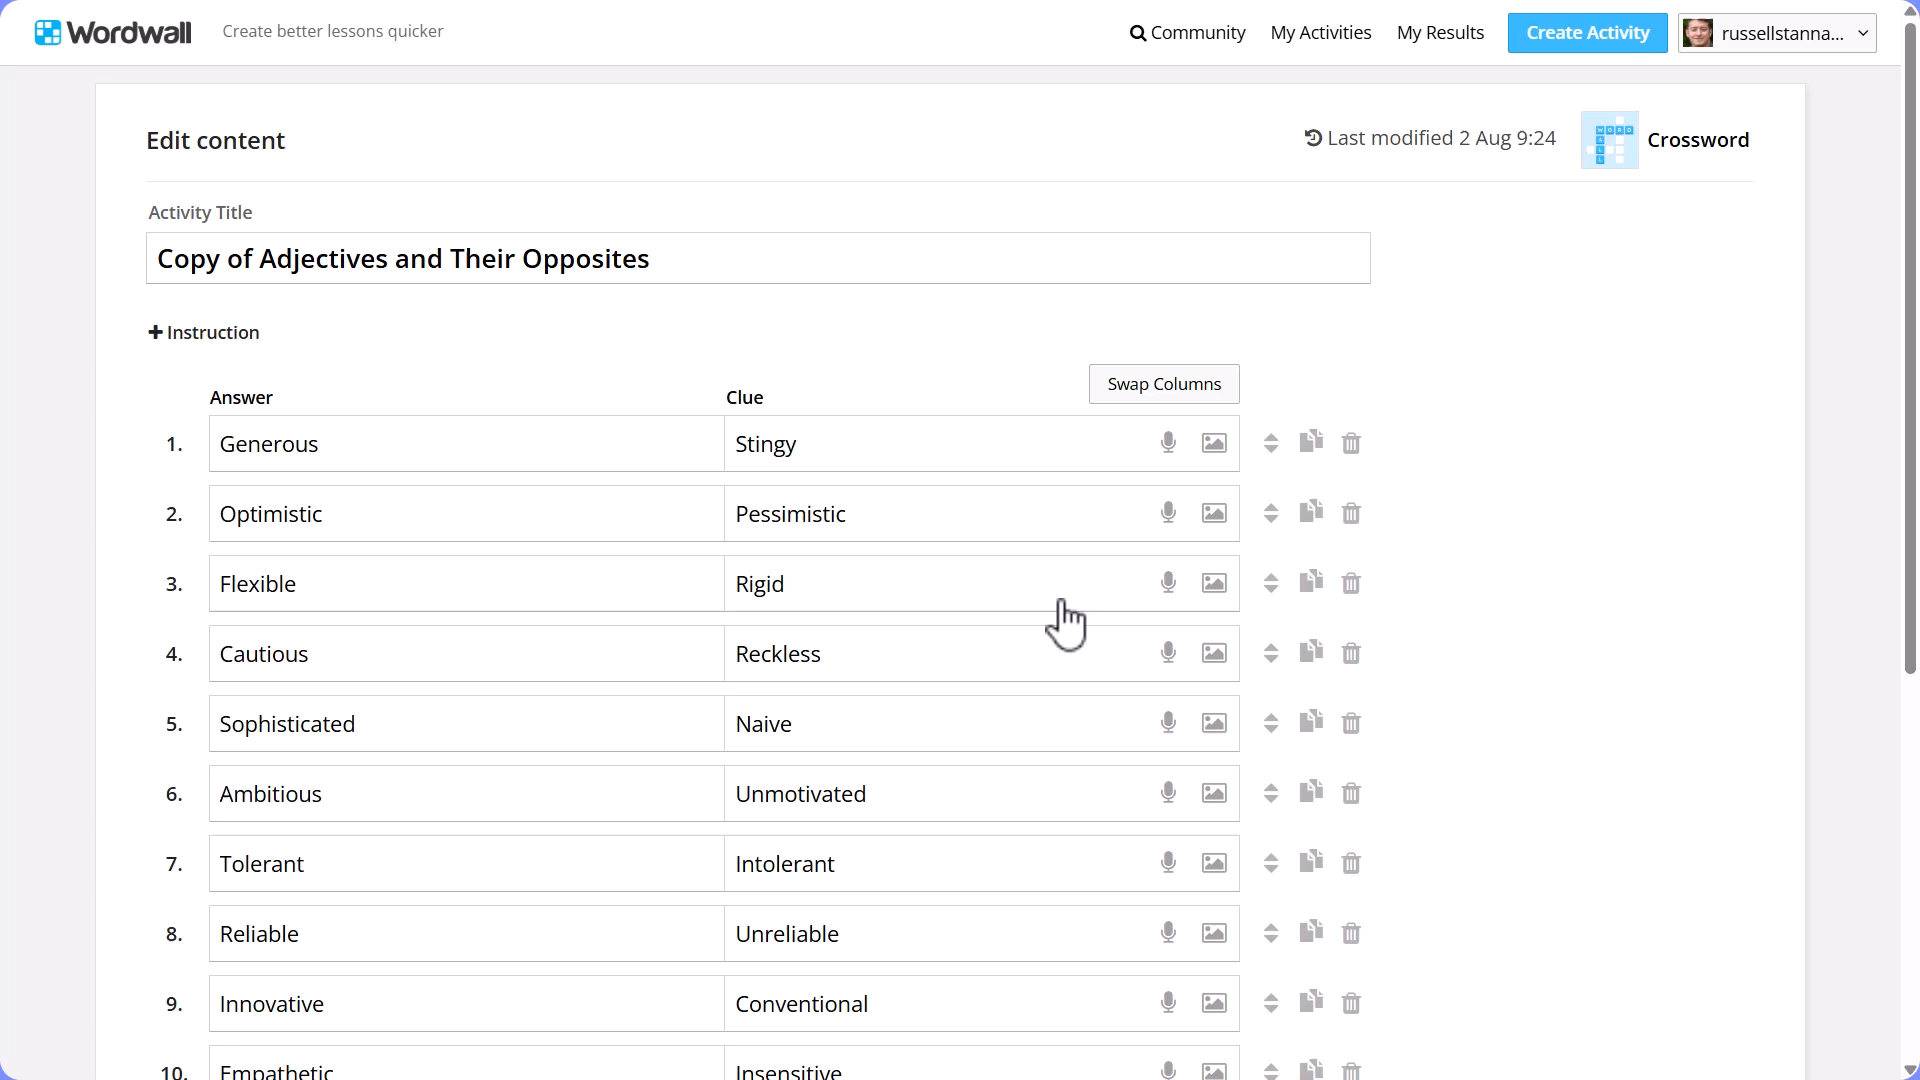 Wordwall
Create better lessons quicker
Community
My Activities
My Results
Create Activity
russellstanna...
Edit content
Last modified 2 Aug 9:24
Crossword
Activity Title
Copy of Adjectives and Their Opposites
Instruction
Answer
Clue
Swap Columns
1. Generous Stingy
2. Optimistic Pessimistic
3. Flexible Rigid
4. Cautious Reckless
5. Sophisticated Naive
6. Ambitious Unmotivated
7. Tolerant Intolerant
8. Reliable Unreliable
9. Innovative Conventional
10. Empathetic Insensitive